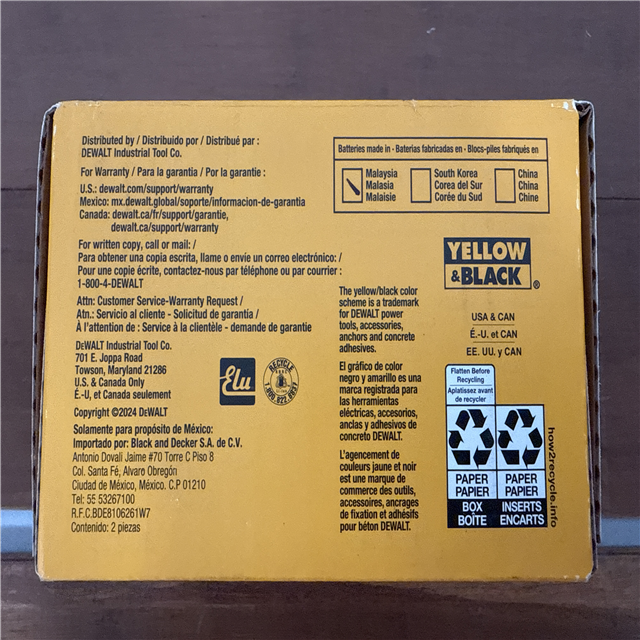 Distributed by / Distribuido por / Distribué par :
DEWALT Industrial Tool Co.
For Warranty / Para la garantía / Por la garantie :
U.S.: dewalt.com/support/warranty
Mexico: mx.dewalt.global/soporte/informacion-de-garantia
Canada: dewalt.ca/fr/support/garantie,
dewalt.ca/support/warranty
For written copy, call or mail: /
Para obtener una copia escrita, llame o envíe un correo electrónico: /
Pour une copie écrite, contactez-nous par téléphone ou par courrier :
1-800-4-DEWALT
Attn: Customer Service-Warranty Request /
Atn.: Servicio al cliente - Solicitud de garantía /
À l'attention de : Service à la clientèle - demande de garantie
DEWALT Industrial Tool Co.
701 E. Joppa Road
Towson, Maryland 21286
U.S. & Canada Only
É.-U, et Canada seulement
Copyright ©2024 DEWALT
Solamente para propósito de México:
Importado por: Black and Decker S.A. de C.V.
Antonio Dovali Jaime #70 Torre C Piso 8
Col. Santa Fé, Alvaro Obregón
Ciudad de México, México. C.P 01210
Tel: 55 53267100
R.F.C.BDE8106261W7
Contenido: 2 piezas
Elu
RECYCLE
1.800.822.8837
Batteries made in • Baterías fabricadas en • Blocs-piles fabriqués en
Malaysia
Malasia
Malaisie
South Korea
Corea del Sur
Corée du Sud
China
China
Chine
YELLOW
& BLACK®
USA & CAN
É.-U. et CAN
EE. UU. y CAN
The yellow/black color
scheme is a trademark
for DEWALT power
tools, accessories,
anchors and concrete
adhesives.
El gráfico de color
negro y amarillo es una
marca registrada para
las herramientas
eléctricas, accesorios,
anclas y adhesivos de
concreto DEWALT.
L'agencement de
couleurs jaune et noir
est une marque de
commerce des outils,
accessoires, ancrages
de fixation et adhésifs
pour béton DEWALT.
Flatten Before
Recycling
Aplatissez avant
de recycler
PAPER
PAPIER
BOX
BOÎTE
PAPER
PAPIER
INSERTS
ENCARTS
how2recycle.info